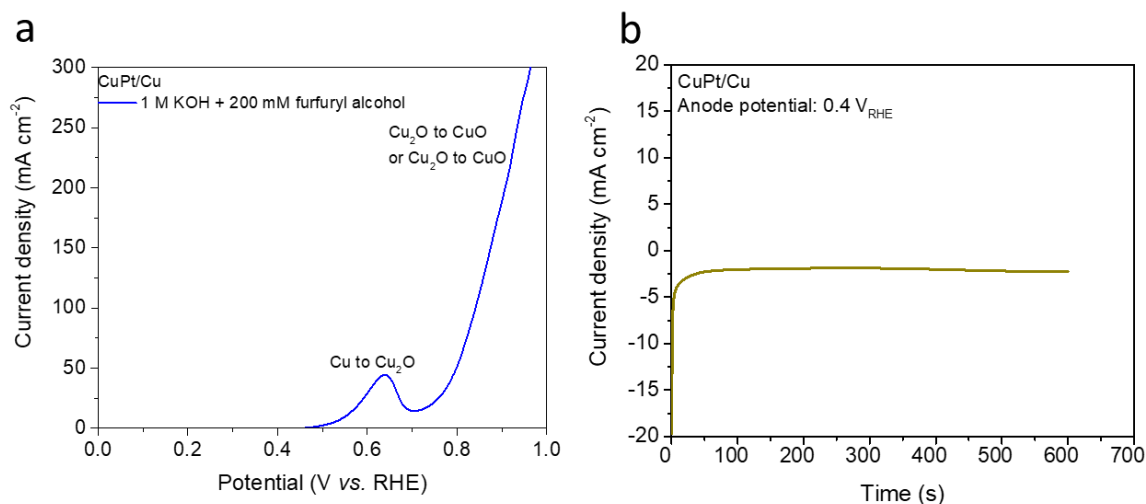 a
CuPt/Cu
1 M KOH + 200 mM furfuryl alcohol
Cu₂O to CuO
or Cu₂O to CuO
Cu to Cu₂O
300
250
200
150
100
50
0
0.0 0.2 0.4 0.6 0.8 1.0
Current density (mA cm⁻²)
Potential (V vs. RHE)
b
CuPt/Cu
Anode potential: 0.4 V_RHE
20
15
10
5
0
-5
-10
-15
-20
0 100 200 300 400 500 600 700
Current density (mA cm⁻²)
Time (s)